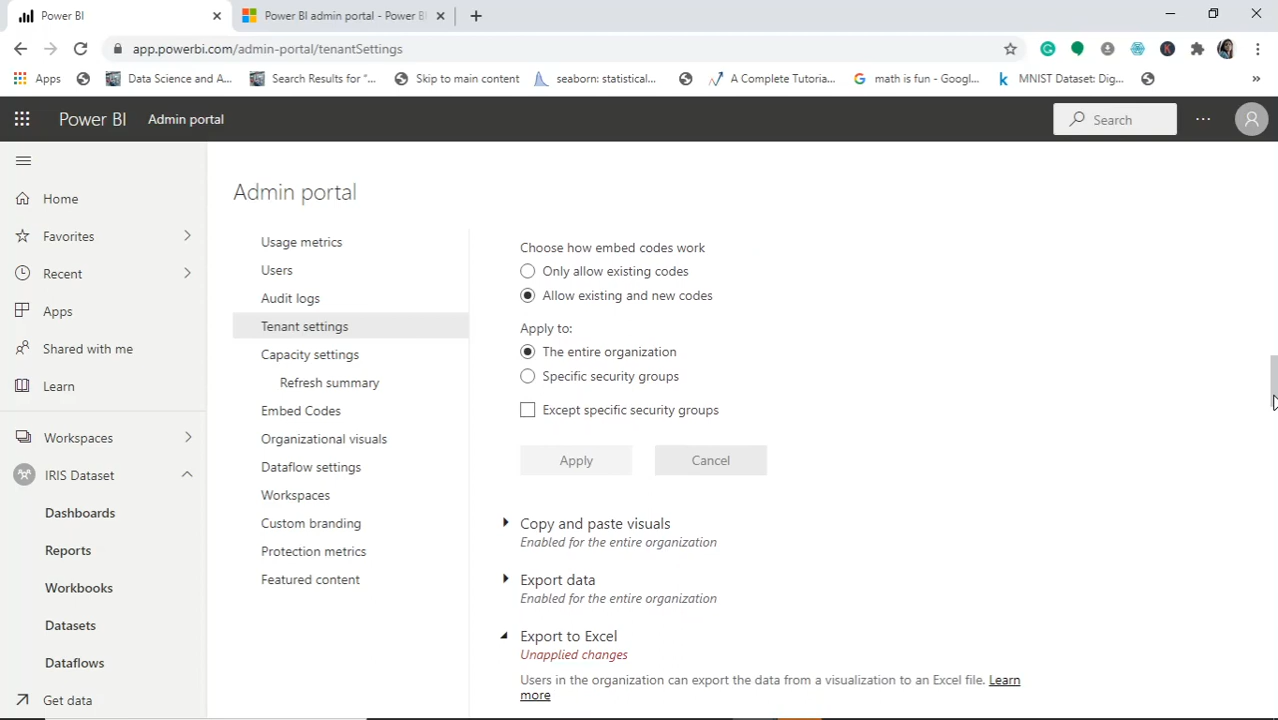 Power BI
Power BI admin portal - Power BI
app.powerbi.com/admin-portal/tenantSettings
Apps
Data Science and A...
Search Results for "...
Skip to main content
seaborn: statistical...
A Complete Tutoria...
math is fun - Googl...
MNIST Dataset: Dig...
Power BI
Admin portal
Search
Home
Favorites
Recent
Apps
Shared with me
Learn
Workspaces
IRIS Dataset
Dashboards
Reports
Workbooks
Datasets
Dataflows
Get data
Admin portal
Usage metrics
Users
Audit logs
Tenant settings
Capacity settings
Refresh summary
Embed Codes
Organizational visuals
Dataflow settings
Workspaces
Custom branding
Protection metrics
Featured content
Choose how embed codes work
Only allow existing codes
Allow existing and new codes
Apply to:
The entire organization
Specific security groups
Except specific security groups
Apply
Cancel
Copy and paste visuals
Enabled for the entire organization
Export data
Enabled for the entire organization
Export to Excel
Unapplied changes
Users in the organization can export the data from a visualization to an Excel file. Learn
more